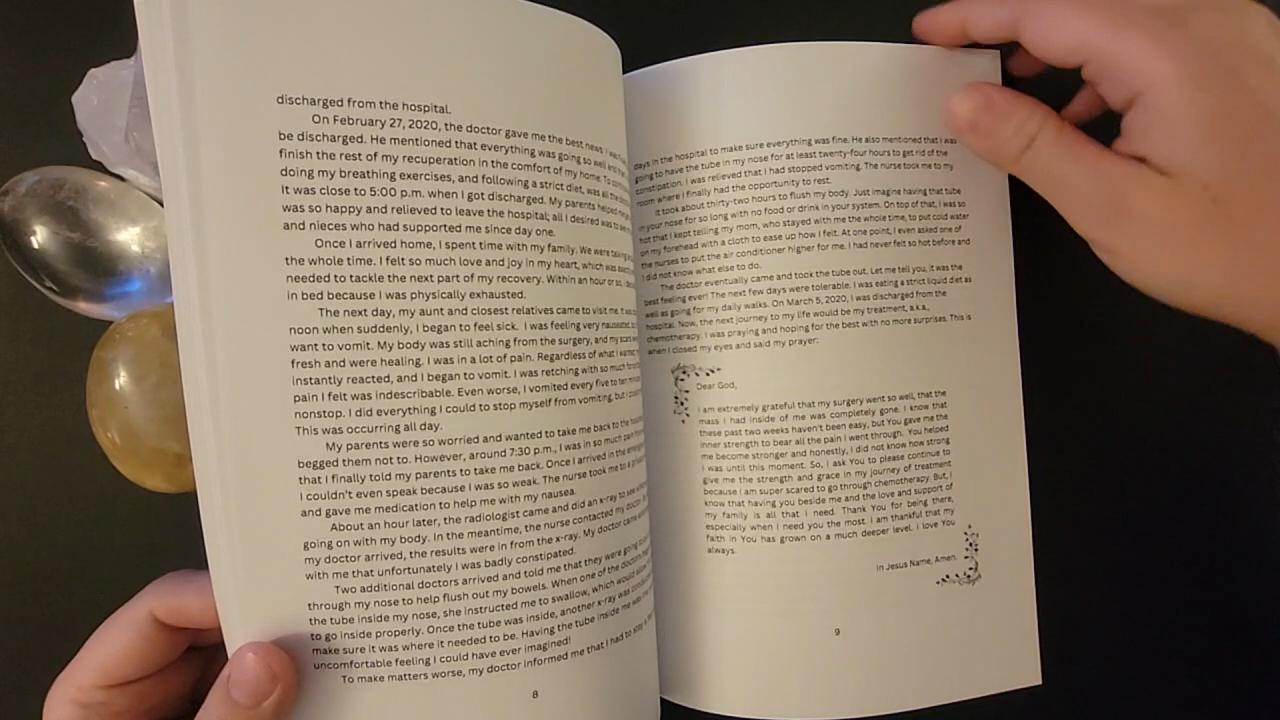 discharged from the hospital.
On February 27, 2020, the doctor gave me the best news: I was
be discharged. He mentioned that everything was going so well and that
finish the rest of my recuperation in the comfort of my home. To
doing my breathing exercises, and following a strict diet, was all the
It was close to 5:00 p.m. when I got discharged. My parents helped
was so happy and relieved to leave the hospital; all I desired was to
and nieces who had supported me since day one.
Once I arrived home, I spent time with my family. We were talking
the whole time. I felt so much love and joy in my heart, which was
needed to tackle the next part of my recovery. Within an hour or so, I
in bed because I was physically exhausted.
The next day, my aunt and closest relatives came to visit me. It
noon when suddenly, I began to feel sick. I was feeling very nauseated,
want to vomit. My body was still aching from the surgery, and my scars
fresh and were healing. I was in a lot of pain. Regardless of what I wanted,
instantly reacted, and I began to vomit. I was retching with so much
pain I felt was indescribable. Even worse, I vomited every five to ten
nonstop. I did everything I could to stop myself from vomiting, but I
This was occurring all day.
My parents were so worried and wanted to take me back to the
begged them not to. However, around 7:30 p.m., I was in so much pain
that I finally told my parents to take me back. Once I arrived in the
I couldn't even speak because I was so weak. The nurse took me to a
and gave me medication to help me with my nausea.
About an hour later, the radiologist came and did an x-ray to see
going on with my body. In the meantime, the nurse contacted my doctor.
my doctor arrived, the results were in from the x-ray. My doctor came
with me that unfortunately I was badly constipated.
Two additional doctors arrived and told me that they were going to
through my nose to help flush out my bowels. When one of the doctors
the tube inside my nose, she instructed me to swallow, which would allow
to go inside properly. Once the tube was inside, another x-ray was
make sure it was where it needed to be. Having the tube inside me was
uncomfortable feeling I could have ever imagined!
To make matters worse, my doctor informed me that I had to stay
8
days in the hospital to make sure everything was fine. He also mentioned that I was
going to have the tube in my nose for at least twenty-four hours to get rid of the
constipation. I was relieved that I had stopped vomiting. The nurse took me to my
room where I finally had the opportunity to rest.
It took about thirty-two hours to flush my body. Just imagine having that tube
in your nose for so long with no food or drink in your system. On top of that, I was so
hot that I kept telling my mom, who stayed with me the whole time, to put cold water
on my forehead with a cloth to ease up how I felt. At one point, I even asked one of
the nurses to put the air conditioner higher for me. I had never felt so hot before and
I did not know what else to do.
The doctor eventually came and took the tube out. Let me tell you, it was the
best feeling ever! The next few days were tolerable. I was eating a strict liquid diet as
well as going for my daily walks. On March 5, 2020, I was discharged from the
hospital. Now, the next journey to my life would be my treatment, a.k.a.,
chemotherapy. I was praying and hoping for the best with no more surprises. This is
when I closed my eyes and said my prayer:
Dear God,
I am extremely grateful that my surgery went so well, that the
mass I had inside of me was completely gone. I know that
these past two weeks haven't been easy, but You gave me the
inner strength to bear all the pain I went through. You helped
me become stronger and honestly, I did not know how strong
I was until this moment. So, I ask You to please continue to
give me the strength and grace in my journey of treatment
because I am super scared to go through chemotherapy. But, I
know that having you beside me and the love and support of
my family is all that I need. Thank You for being there,
especially when I need you the most. I am thankful that my
faith in You has grown on a much deeper level. I love You
always.
In Jesus Name, Amen.
9